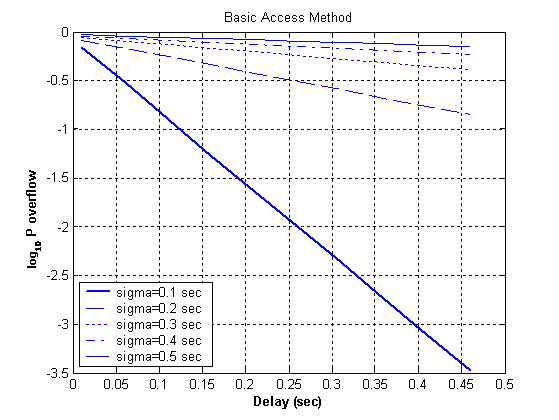 Basic Access Method
0
-0.5
-1
-1.5
-2
-2.5
-3
-3.5
log10 P overflow
sigma=0.1 sec
sigma=0.2 sec
sigma=0.3 sec
sigma=0.4 sec
sigma=0.5 sec
0 0.05 0.1 0.15 0.2 0.25 0.3 0.35 0.4 0.45 0.5
Delay (sec)